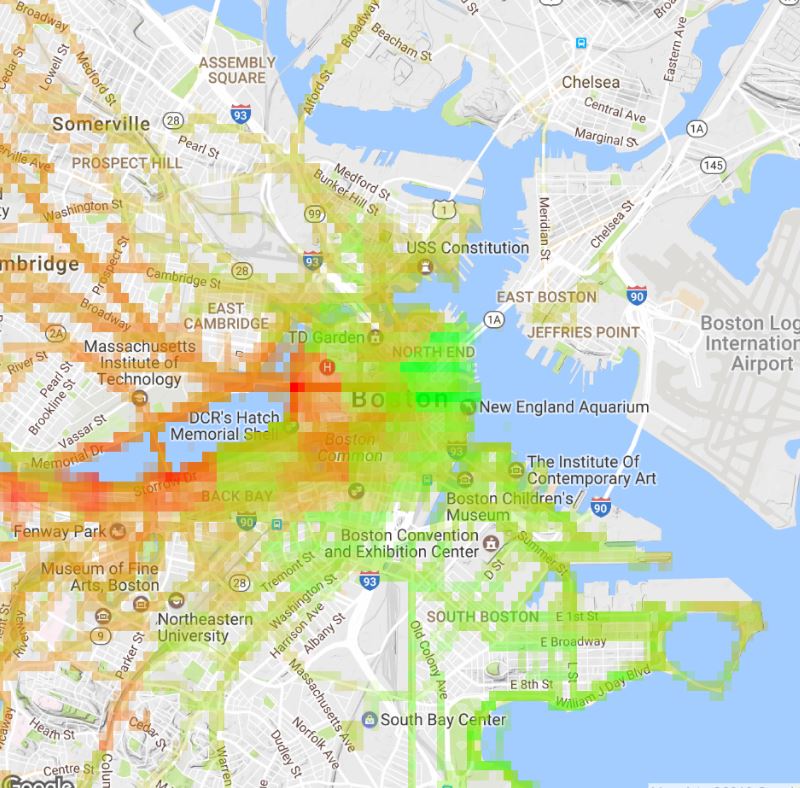 Broadway
Broadway
Beacham St
Cedar St
Lowell St
Medford St
ASSEMBLY
SQUARE
Alford St
Chelsea
Eastern Ave
Central Ave
Marginal St
93
28
1A
Somerville
Pearl St
PROSPECT HILL
145
Medford St
Bunker Hill St
Washington St
99
1
Meridian St
Chelsea St
Prospect St
USS Constitution
93
mbridge
28
Cambridge St
EAST BOSTON
90
Broadway
EAST
CAMBRIDGE
1A
JEFFRIES POINT
Boston Log
Internation
Airport
2A
TD Garden
Massachusetts
Institute of
Technology
NORTH END
River St
Pearl St
Brookline St
H
Boston
New England Aquarium
Vassar St
DCR's Hatch
Memorial Shell
Boston
Common
93
Memorial Dr
The Institute Of
Contemporary Art
Storrow Dr
BACK BAY
Boston Children's
Museum
90
90
Fenway Park
Boston Convention
and Exhibition Center
Summer St
Museum of Fine
Arts, Boston
28
Tremont St
D St
93
Washington St
Harrison Ave
Albany St
Northeastern
University
9
SOUTH BOSTON
E 1st St
Old Colony Ave
E Broadway
Parker St
L St
E 8th St
William J Day Blvd
Massachusetts Ave
Heath St
Cedar St
South Bay Center
Norfolk Ave
Dudley St
Centre St
Google